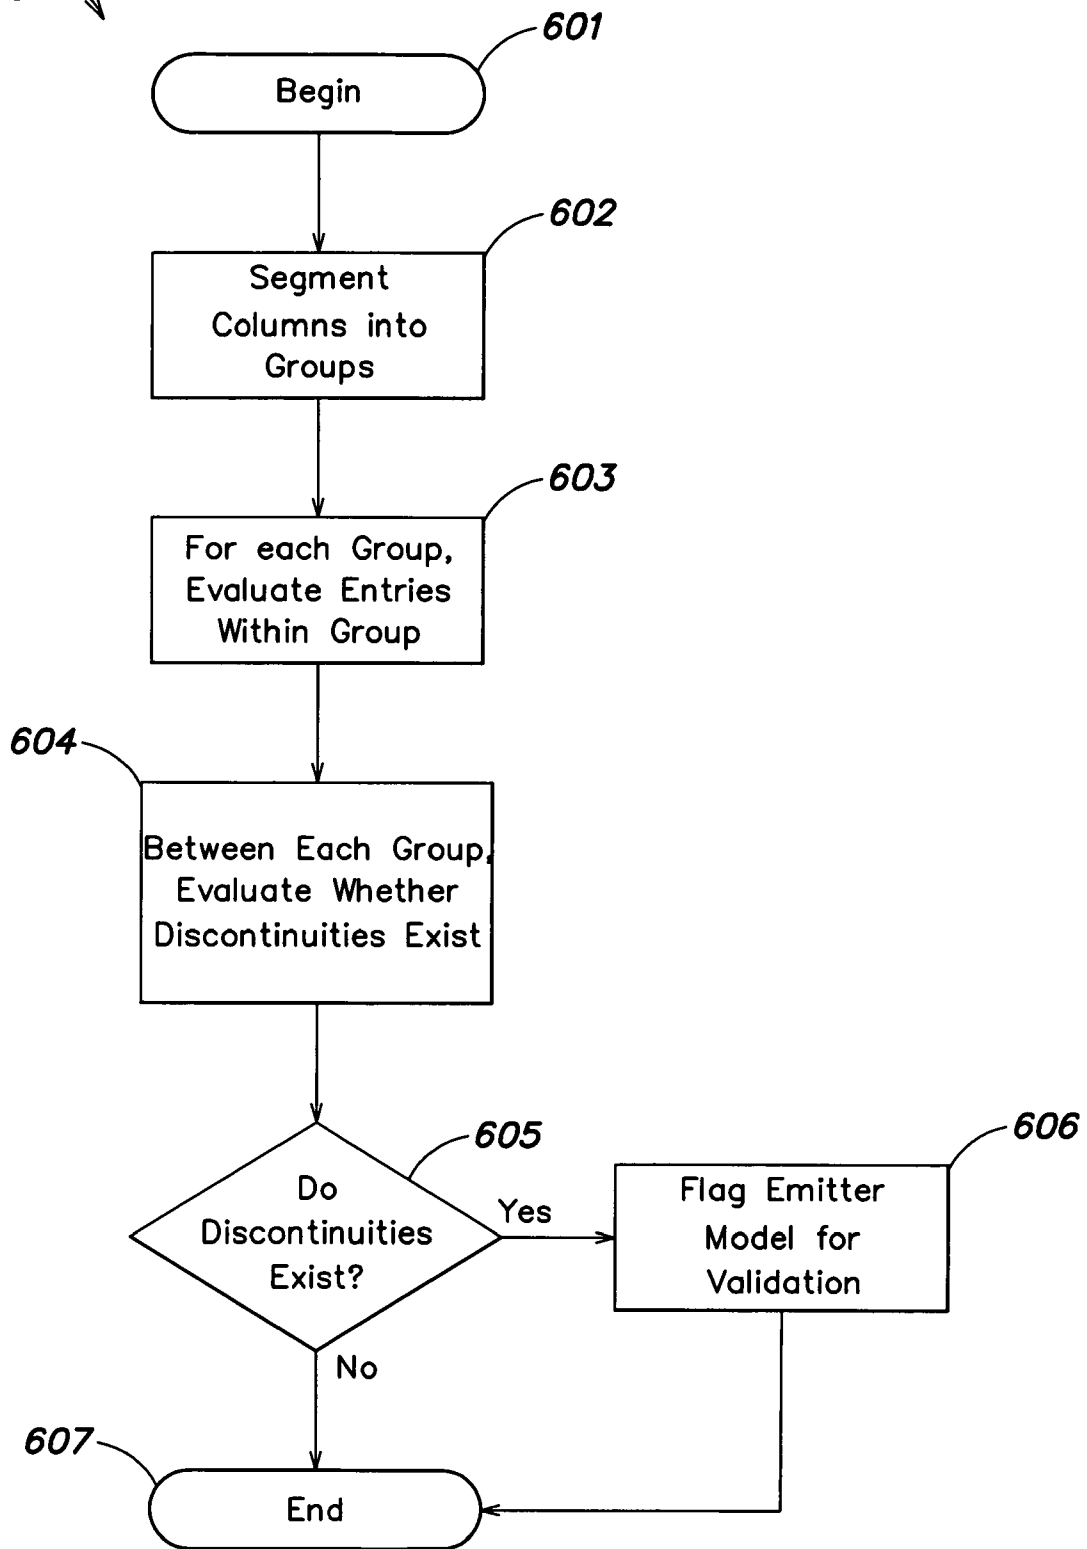 601
Begin
602
Segment
Columns into
Groups
603
For each Group,
Evaluate Entries
Within Group
604
Between Each Group,
Evaluate Whether
Discontinuities Exist
605
Do
Discontinuities
Exist?
Yes
606
Flag Emitter
Model for
Validation
No
607
End